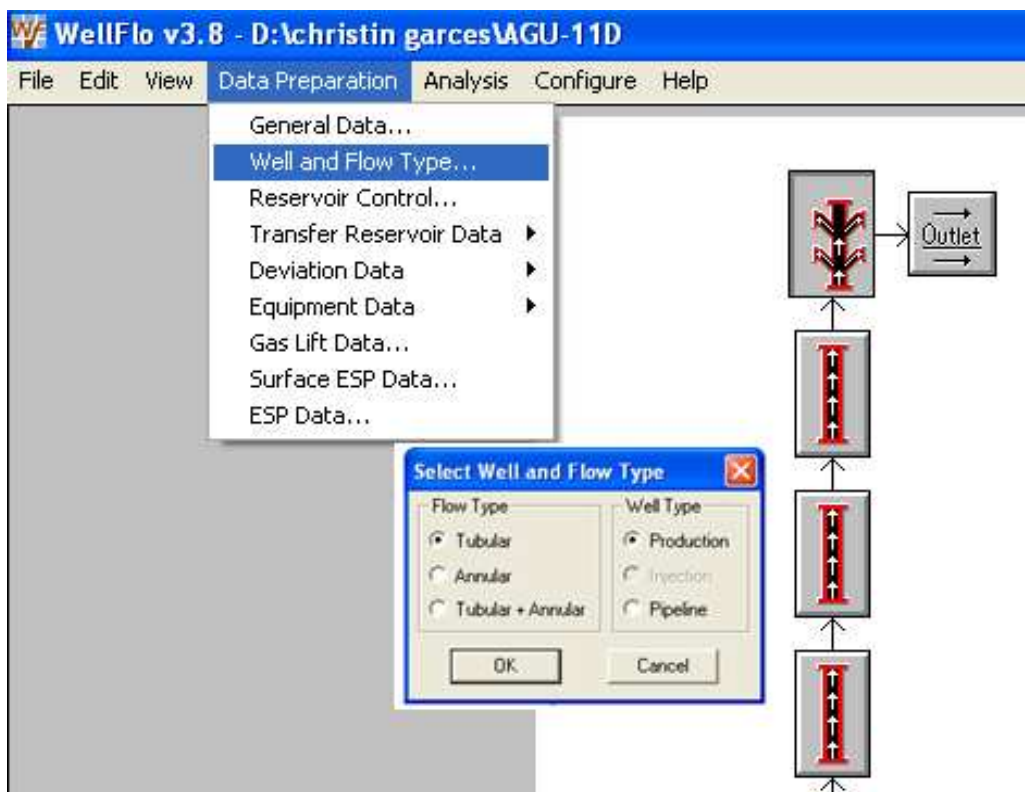 WellFlo v3.8 - D:\christin garces\AGU-11D
File Edit View Data Preparation Analysis Configure Help
General Data...
Well and Flow Type...
Reservoir Control...
Transfer Reservoir Data
Deviation Data
Equipment Data
Gas Lift Data...
Surface ESP Data...
ESP Data...
Outlet
Select Well and Flow Type
Flow Type
Tubular
Annular
Tubular + Annular
Well Type
Production
Injection
Pipeline
OK
Cancel